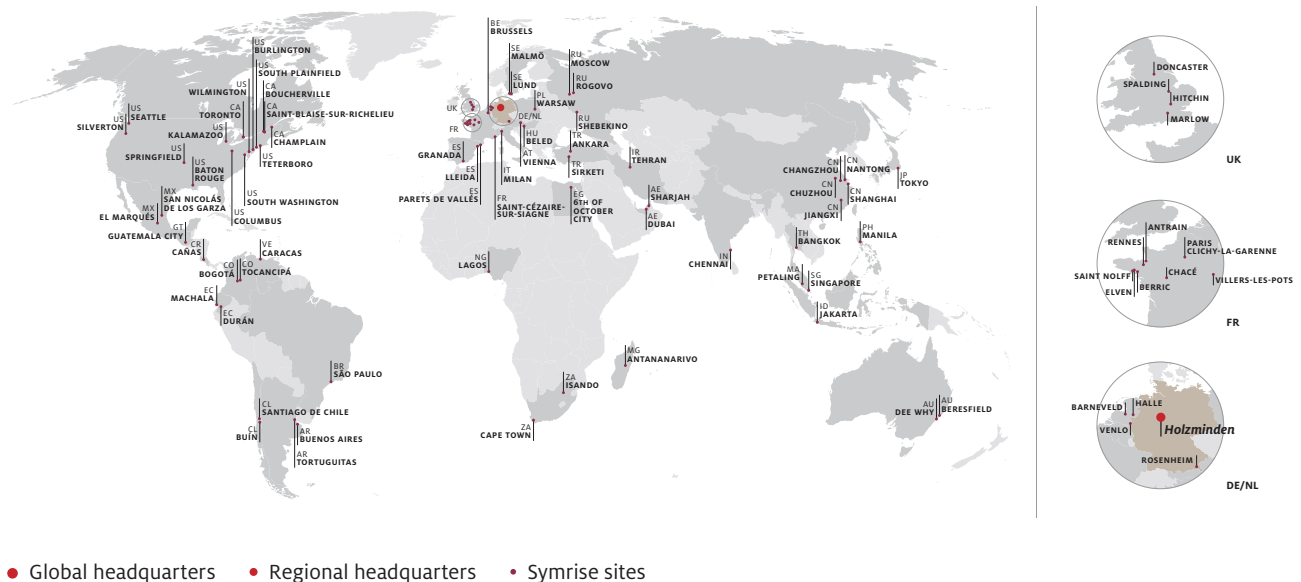 BE
BRUSSELS
US
BURLINGTON
SE
MALMÖ
RU
MOSCOW
US
SOUTH PLAINFIELD
SE
LUND
RU
ROGOVO
US
WILMINGTON
CA
BOUCHERVILLE
PL
WARSAW
CA
TORONTO
CA
SAINT-BLAISE-SUR-RICHELIEU
US
SEATTLE
US
SILVERTON
US
KALAMAZOO
CA
CHAMPLAIN
UK
FR
DE/NL
RU
SHEBEKINO
HU
BELED
TR
ANKARA
US
SPRINGFIELD
US
VTETERBORO
ES
GRANADA
AT
VIENNA
IR
TEHRAN
CN
CHANGZHOU
CN
NANTONG
US
BATON
ROUGE
ES
LLEIDA
IT
MILAN
TR
SIRKETI
JP
TOKYO
MX
SAN NICOLÁS
DE LOS GARZA
US
SOUTH WASHINGTON
ES
PARETS DE VALLÉS
FR
SAINT-CÉZAIRE-
SUR-SIAGNE
EG
6TH OF
OCTOBER
CITY
AE
SHARJAH
CN
CHUZHOU
CN
SHANGHAI
MX
EL MARQUÉS
US
COLUMBUS
AE
DUBAI
CN
JIANGXI
GT
GUATEMALA CITY
CR
CAÑAS
VE
CARACAS
TH
BANGKOK
PH
MANILA
CO
BOGOTÁ
CO
TOCANCIPÁ
NG
LAGOS
IN
CHENNAI
MA
PETALING
SG
SINGAPORE
EC
MACHALA
EC
DURÁN
ID
JAKARTA
BR
SÃO PAULO
MG
ANTANANARIVO
ZA
ISANDO
CL
SANTIAGO DE CHILE
AU
DEE WHY
AU
BERESFIELD
CL
BUIN
AR
BUENOS AIRES
ZA
CAPE TOWN
AR
TORTUGUITAS
DONCASTER
SPALDING
HITCHIN
MARLOW
UK
ANTRAIN
RENNES
PARIS
CLICHY-LA-GARENNE
SAINT NOLFF
CHACÉ
VILLERS-LES-POTS
BERRIC
ELVEN
FR
BARNEVELD
HALLE
VENLO
Holzminden
ROSENHEIM
DE/NL
Global headquarters
Regional headquarters
Symrise sites